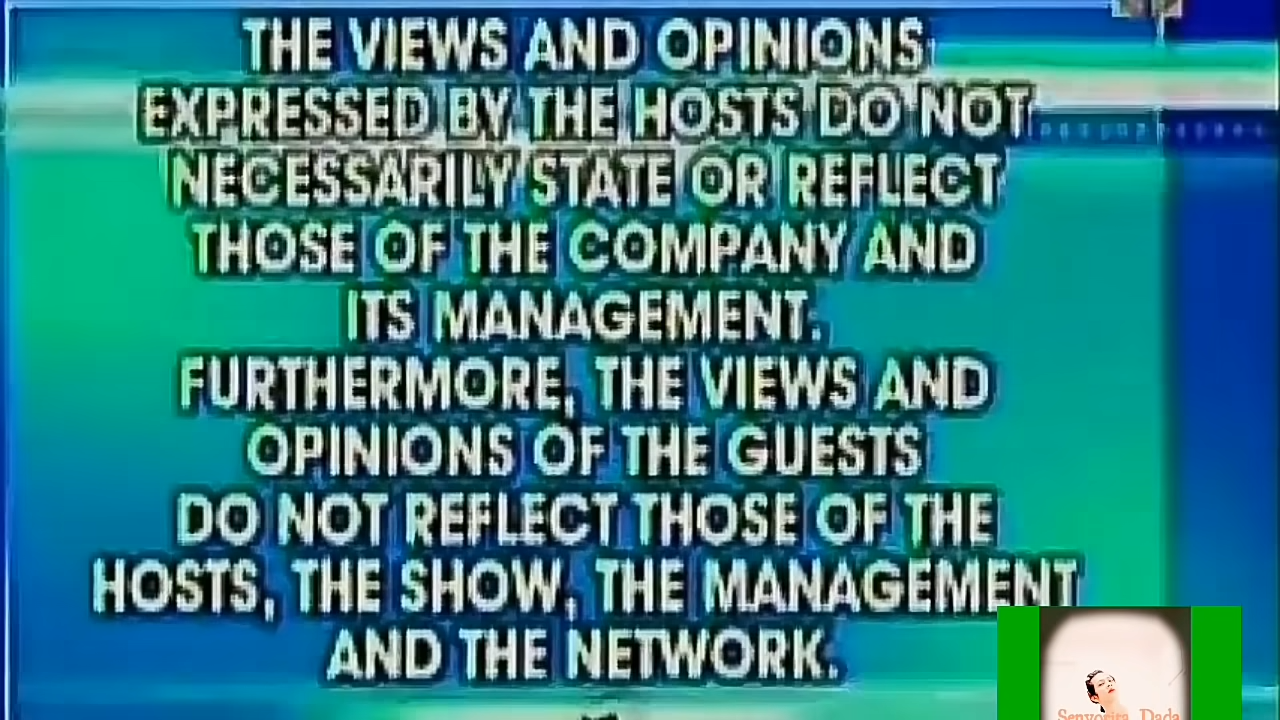 THE VIEWS AND OPINIONS
EXPRESSED BY THE HOSTS DO NOT
NECESSARILY STATE OR REFLECT
THOSE OF THE COMPANY AND
ITS MANAGEMENT.
FURTHERMORE, THE VIEWS AND
OPINIONS OF THE GUESTS
DO NOT REFLECT THOSE OF THE
HOSTS, THE SHOW, THE MANAGEMENT
AND THE NETWORK.
Senyorita Dada